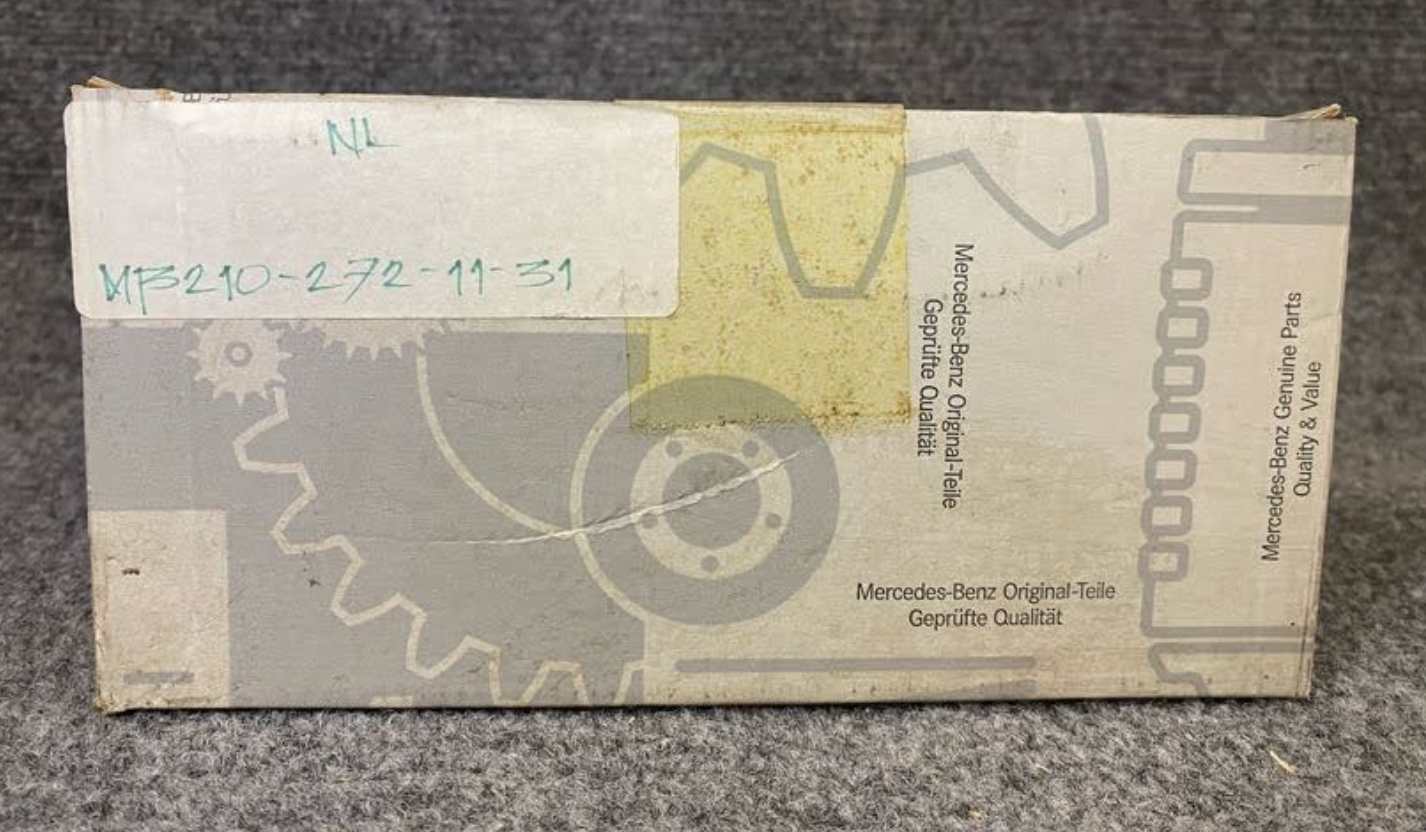 NL
MB210-272-11-31
Mercedes-Benz Original-Teile
Geprüfte Qualität
Mercedes-Benz Genuine Parts
Quality & Value
Mercedes-Benz Original-Teile
Geprüfte Qualität